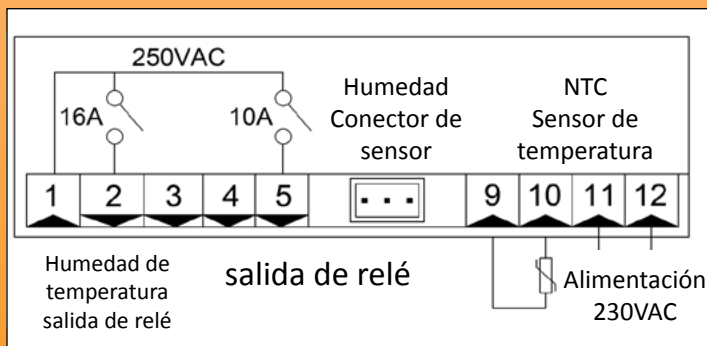 250VAC
16A
10A
Humedad
Conector de
sensor
NTC
Sensor de
temperatura
1 2 3 4 5 9 10 11 12
Humedad de
temperatura
salida de relé
salida de relé
Alimentación
230VAC